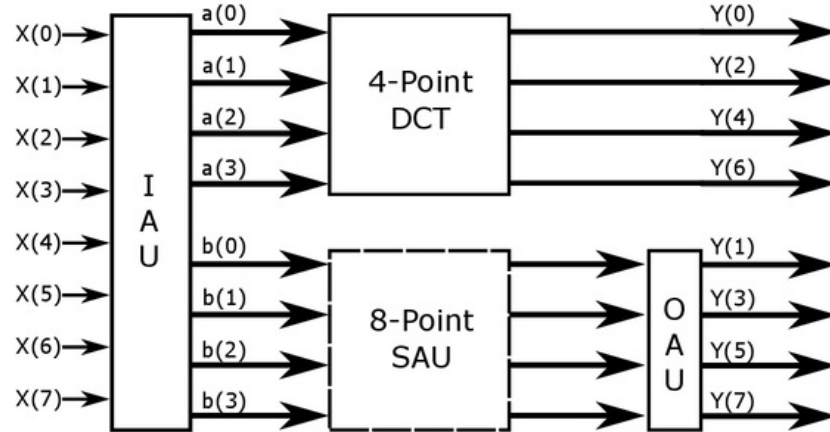 X(0)
X(1)
X(2)
X(3)
X(4)
X(5)
X(6)
X(7)
I
A
U
a(0)
a(1)
a(2)
a(3)
b(0)
b(1)
b(2)
b(3)
4-Point
DCT
8-Point
SAU
O
A
U
Y(0)
Y(2)
Y(4)
Y(6)
Y(1)
Y(3)
Y(5)
Y(7)